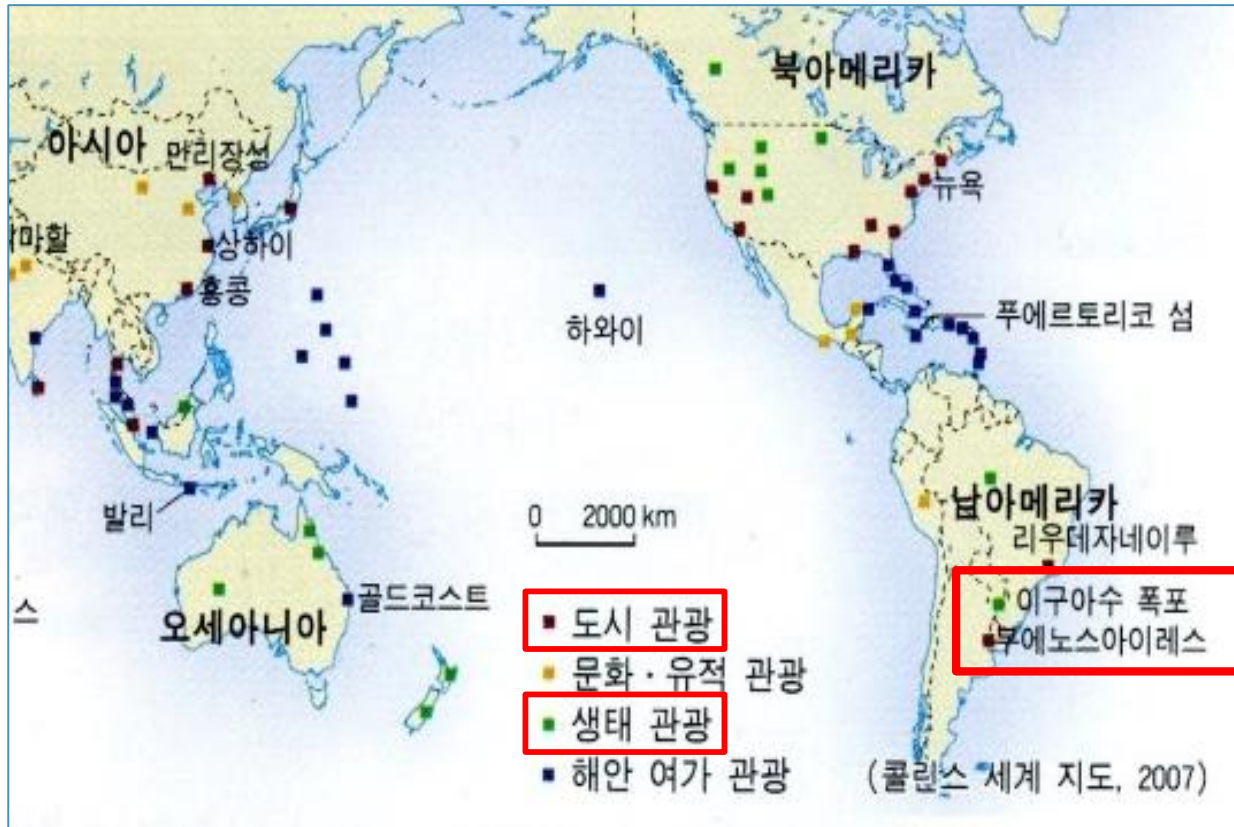 북아메리카
아시아
만리장성
뉴욕
마할
상하이
홍콩
하와이
푸에르토리코 섬
발리
남아메리카
0 2000 km
리우데자네이루
스
골드코스트
이구아수 폭포
오세아니아
도시 관광
부에노스아이레스
문화·유적 관광
생태 관광
해안 여가 관광
(콜린스 세계 지도, 2007)